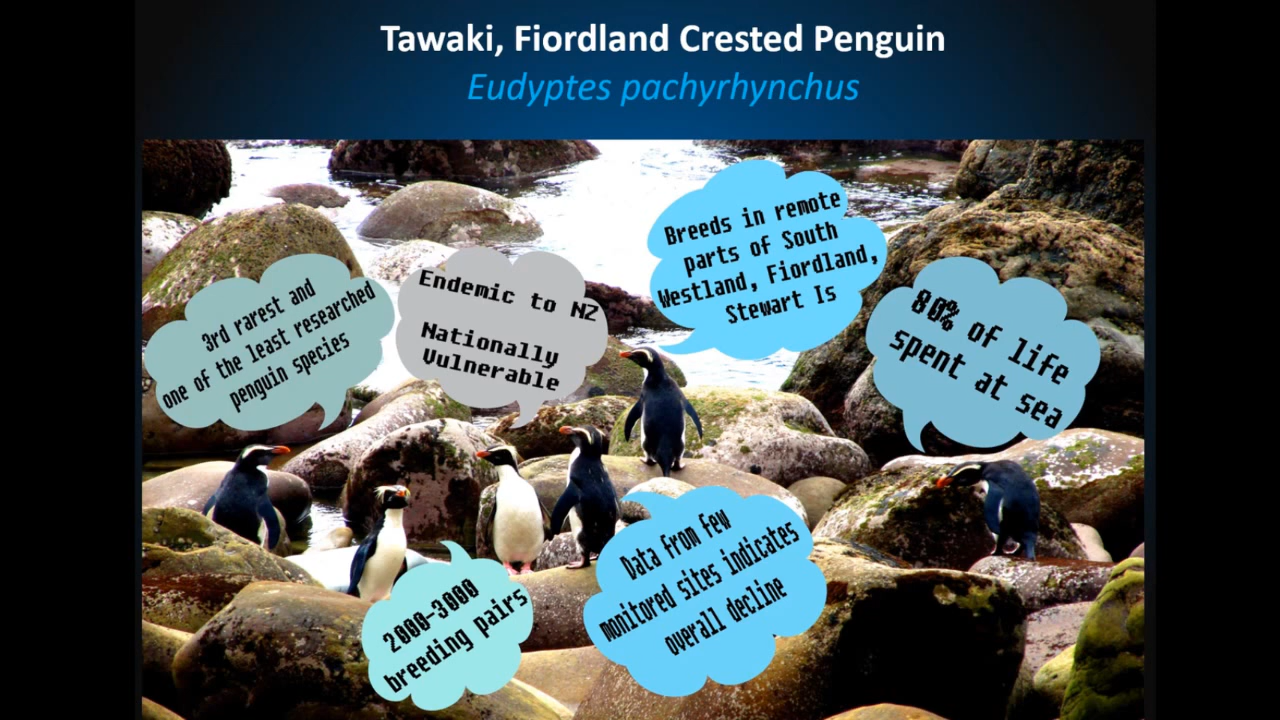 Tawaki, Fiordland Crested Penguin
Eudyptes pachyrhynchus
3rd rarest and
one of the least researched
penguin species
Endemic to NZ
Nationally
Vulnerable
Breeds in remote
parts of South
Westland, Fiordland,
Stewart Is
80% of life
spent at sea
2000-3000
breeding pairs
Data from few
monitored sites indicates
overall decline